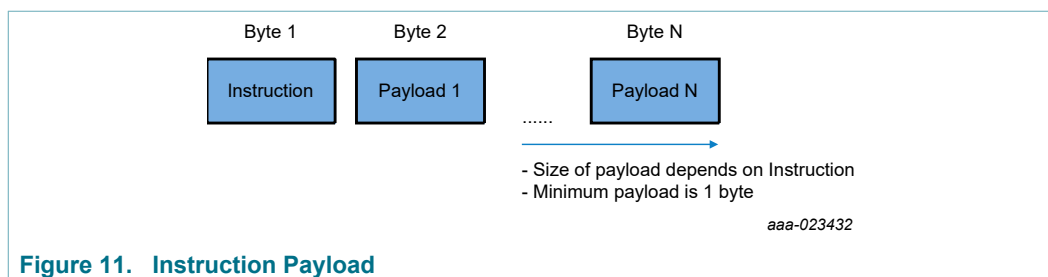 Byte 1 Byte 2 Byte N
Instruction Payload 1 ...... Payload N
- Size of payload depends on Instruction
- Minimum payload is 1 byte
aaa-023432
Figure 11. Instruction Payload